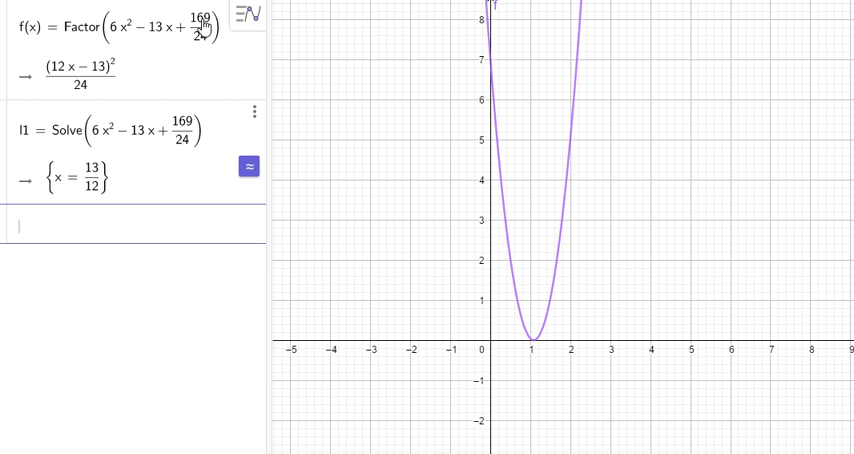 f(x) = Factor(6 x² − 13 x + 169/24)
→ (12 x − 13)²/24
l1 = Solve(6 x² − 13 x + 169/24)
→ {x = 13/12}
≈
f
8
7
6
5
4
3
2
1
−5 −4 −3 −2 −1 0 1 2 3 4 5 6 7 8 9
−1
−2